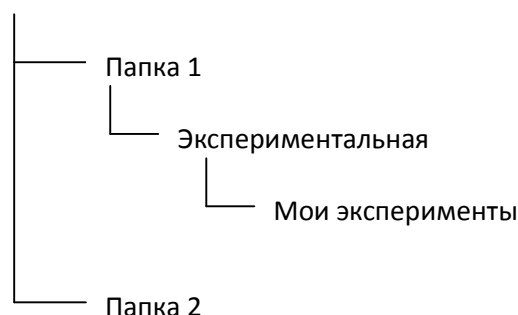 Папка 1
Экспериментальная
Мои эксперименты
Папка 2